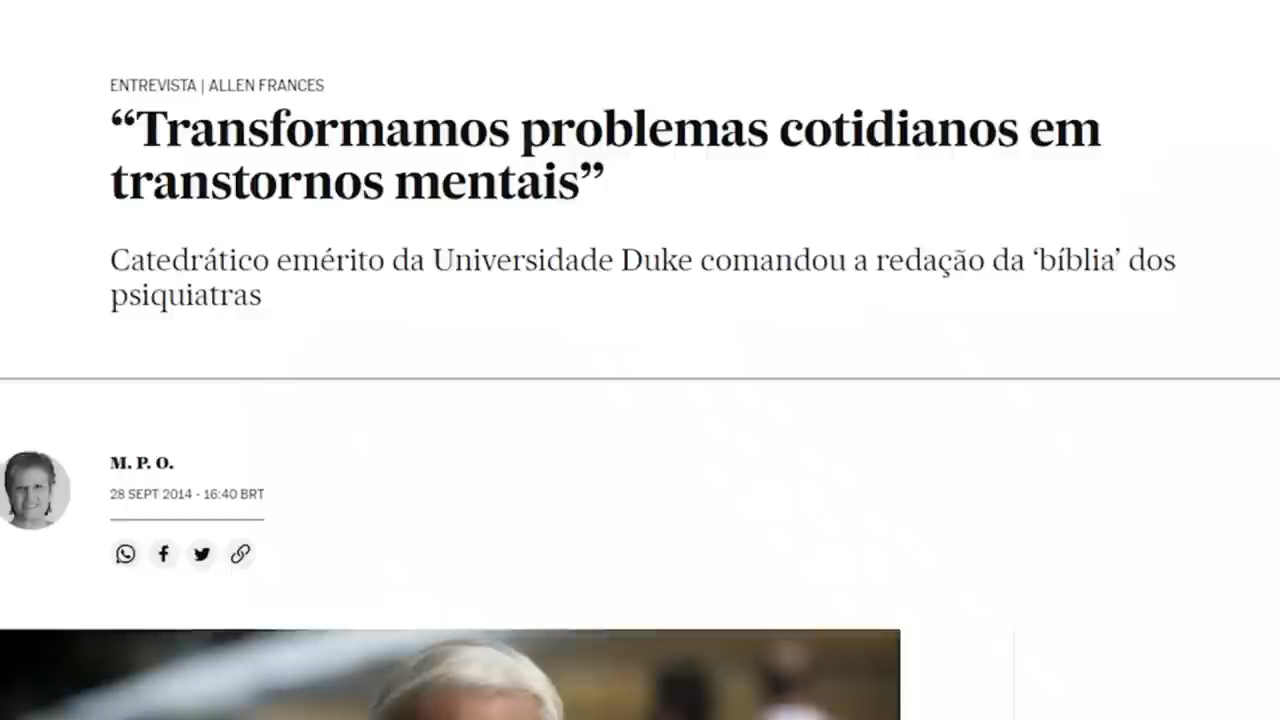 ENTREVISTA | ALLEN FRANCES
“Transformamos problemas cotidianos em
transtornos mentais”
Catedrático emérito da Universidade Duke comandou a redação da ‘bíblia’ dos
psiquiatras
M. P. O.
28 SEPT 2014 - 16:40 BRT